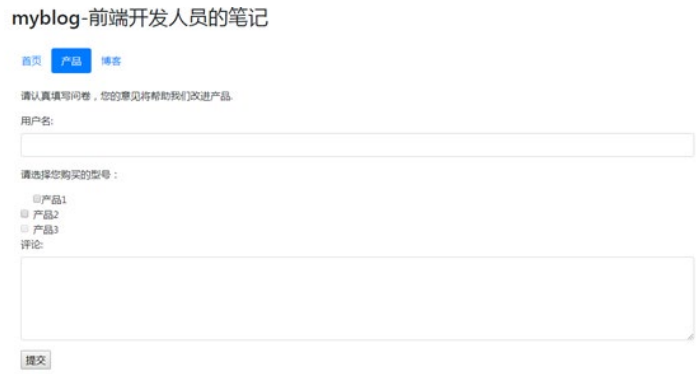 myblog-前端开发人员的笔记
首页 产品 博客
请认真填写问卷，您的意见将帮助我们改进产品.
用户名:
请选择您购买的型号：
产品1
产品2
产品3
评论:
提交